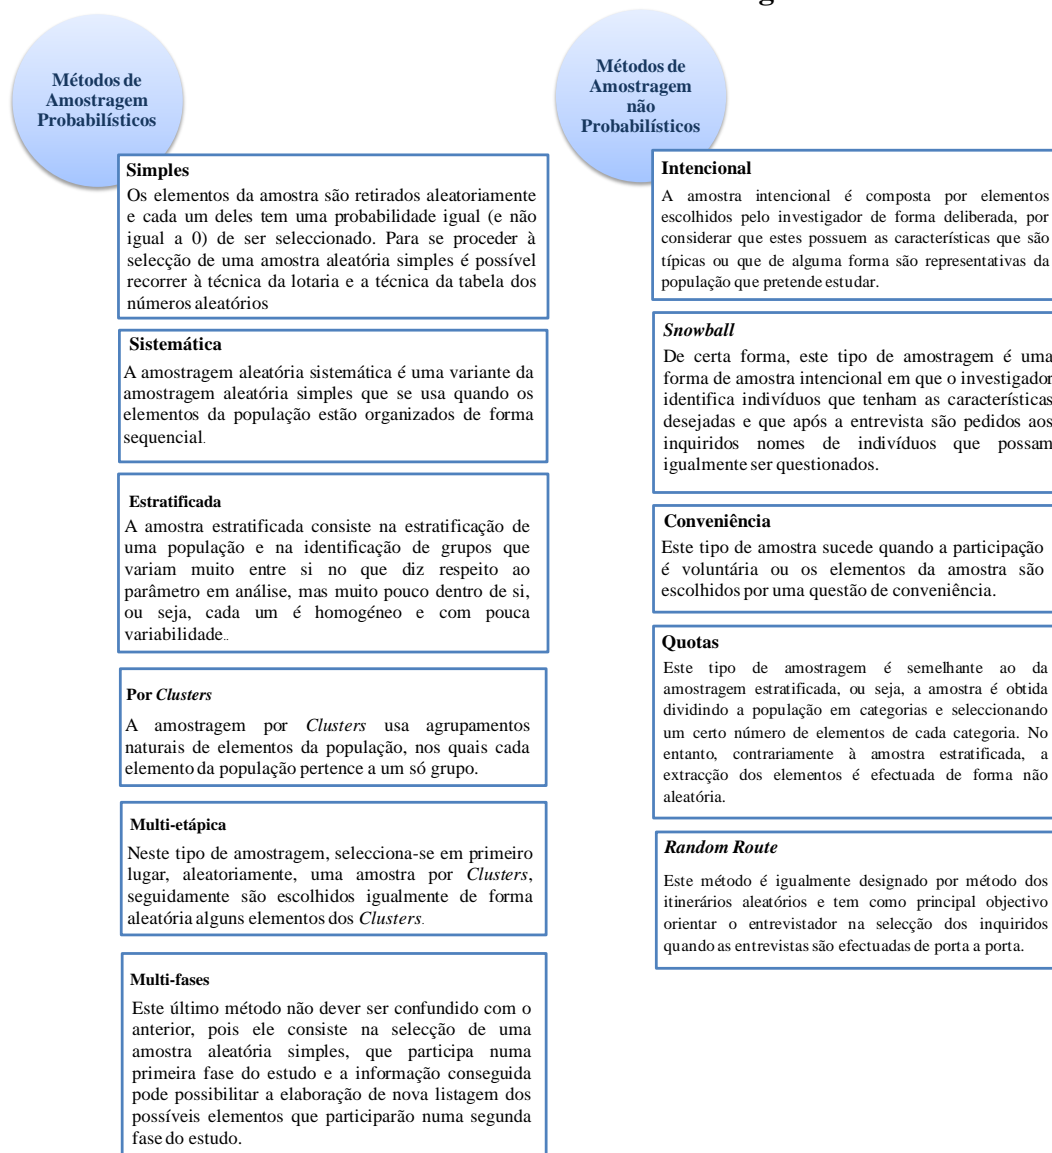 Métodos de
Amostragem
Probabilísticos
Simples
Os elementos da amostra são retirados aleatoriamente
e cada um deles tem uma probabilidade igual (e não
igual a 0) de ser seleccionado. Para se proceder à
selecção de uma amostra aleatória simples é possível
recorrer à técnica da lotaria e a técnica da tabela dos
números aleatórios
Sistemática
A amostragem aleatória sistemática é uma variante da
amostragem aleatória simples que se usa quando os
elementos da população estão organizados de forma
sequencial.
Estratificada
A amostra estratificada consiste na estratificação de
uma população e na identificação de grupos que
variam muito entre si no que diz respeito ao
parâmetro em análise, mas muito pouco dentro de si,
ou seja, cada um é homogéneo e com pouca
variabilidade..
Por Clusters
A amostragem por Clusters usa agrupamentos
naturais de elementos da população, nos quais cada
elemento da população pertence a um só grupo.
Multi-etápica
Neste tipo de amostragem, selecciona-se em primeiro
lugar, aleatoriamente, uma amostra por Clusters,
seguidamente são escolhidos igualmente de forma
aleatória alguns elementos dos Clusters.
Multi-fases
Este último método não dever ser confundido com o
anterior, pois ele consiste na selecção de uma
amostra aleatória simples, que participa numa
primeira fase do estudo e a informação conseguida
pode possibilitar a elaboração de nova listagem dos
possíveis elementos que participarão numa segunda
fase do estudo.
Métodos de
Amostragem
não
Probabilísticos
Intencional
A amostra intencional é composta por elementos
escolhidos pelo investigador de forma deliberada, por
considerar que estes possuem as características que são
típicas ou que de alguma forma são representativas da
população que pretende estudar.
Snowball
De certa forma, este tipo de amostragem é uma
forma de amostra intencional em que o investigador
identifica indivíduos que tenham as características
desejadas e que após a entrevista são pedidos aos
inquiridos nomes de indivíduos que possam
igualmente ser questionados.
Conveniência
Este tipo de amostra sucede quando a participação
é voluntária ou os elementos da amostra são
escolhidos por uma questão de conveniência.
Quotas
Este tipo de amostragem é semelhante ao da
amostragem estratificada, ou seja, a amostra é obtida
dividindo a população em categorias e seleccionando
um certo número de elementos de cada categoria. No
entanto, contrariamente à amostra estratificada, a
extracção dos elementos é efectuada de forma não
aleatória.
Random Route
Este método é igualmente designado por método dos
itinerários aleatórios e tem como principal objectivo
orientar o entrevistador na selecção dos inquiridos
quando as entrevistas são efectuadas de porta a porta.